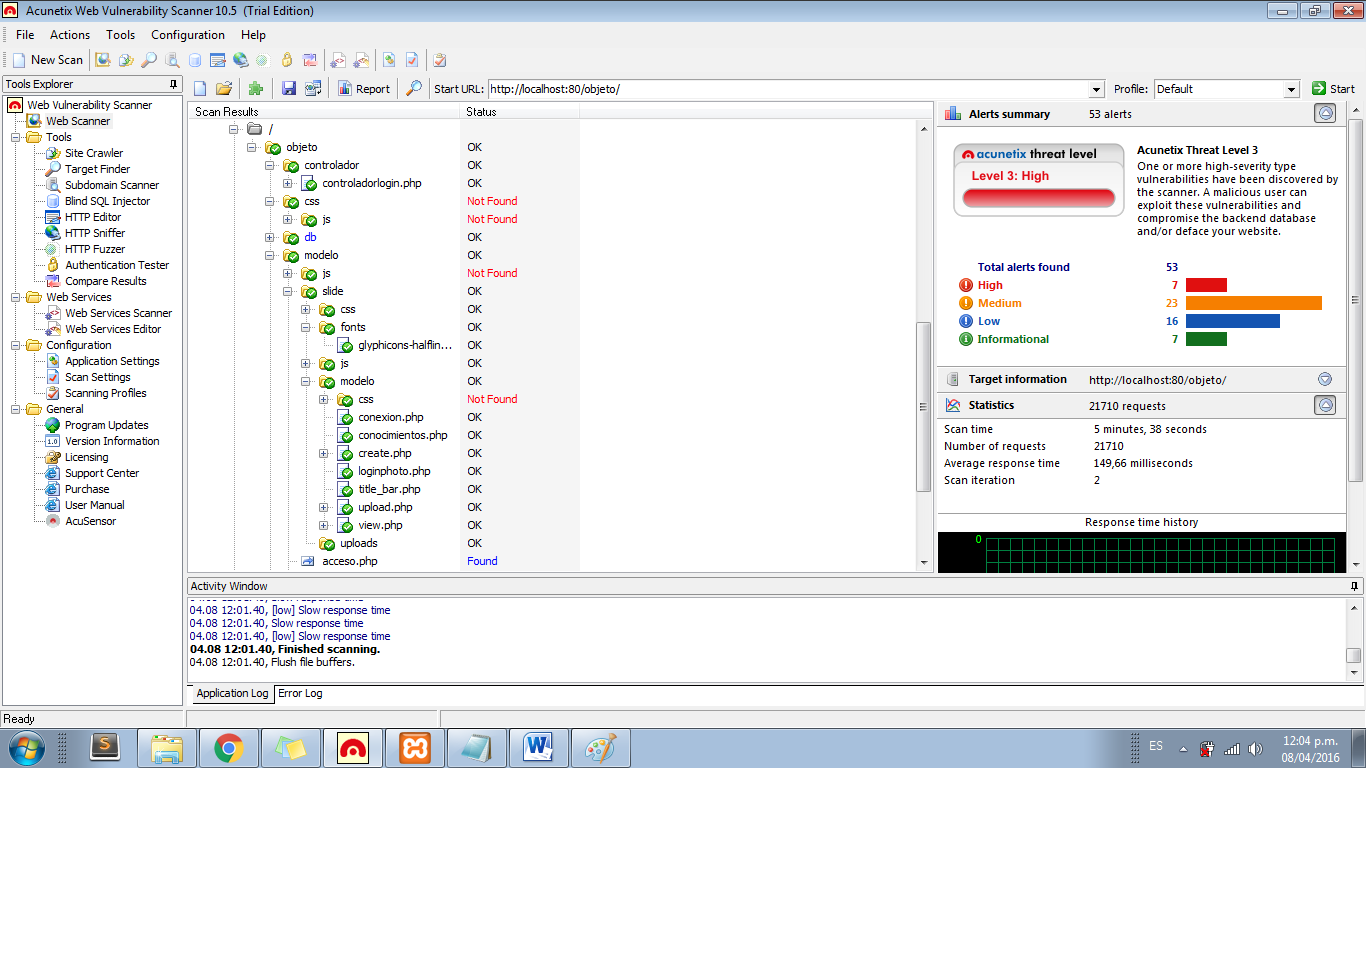 Acunetix Web Vulnerability Scanner 10.5 (Trial Edition)
File Actions Tools Configuration Help
New Scan
Tools Explorer
Web Vulnerability Scanner
Web Scanner
Tools
Site Crawler
Target Finder
Subdomain Scanner
Blind SQL Injector
HTTP Editor
HTTP Sniffer
HTTP Fuzzer
Authentication Tester
Compare Results
Web Services
Web Services Scanner
Web Services Editor
Configuration
Application Settings
Scan Settings
Scanning Profiles
General
Program Updates
1.0 Version Information
Licensing
Support Center
Purchase
User Manual
AcuSensor
Report Start URL: http://localhost:80/objeto/ Profile: Default Start
Scan Results Status
/
objeto OK
controlador OK
controladorlogin.php OK
css Not Found
js Not Found
db OK
modelo OK
js Not Found
slide OK
css OK
fonts OK
glyphicons-halflin... OK
js OK
modelo OK
css Not Found
conexion.php OK
conocimientos.php OK
create.php OK
loginphoto.php OK
title_bar.php OK
upload.php OK
view.php OK
uploads OK
acceso.php Found
Alerts summary 53 alerts
acunetix threat level
Level 3: High
Acunetix Threat Level 3
One or more high-severity type
vulnerabilities have been discovered by
the scanner. A malicious user can
exploit these vulnerabilities and
compromise the backend database
and/or deface your website.
Total alerts found 53
High 7
Medium 23
Low 16
Informational 7
Target information http://localhost:80/objeto/
Statistics 21710 requests
Scan time 5 minutes, 38 seconds
Number of requests 21710
Average response time 149,66 milliseconds
Scan iteration 2
Response time history
0
Activity Window
04.08 12:01.40, [low] Slow response time
04.08 12:01.40, Slow response time
04.08 12:01.40, [low] Slow response time
04.08 12:01.40, Finished scanning.
04.08 12:01.40, Flush file buffers.
Application Log Error Log
Ready
ES
12:04 p.m.
08/04/2016